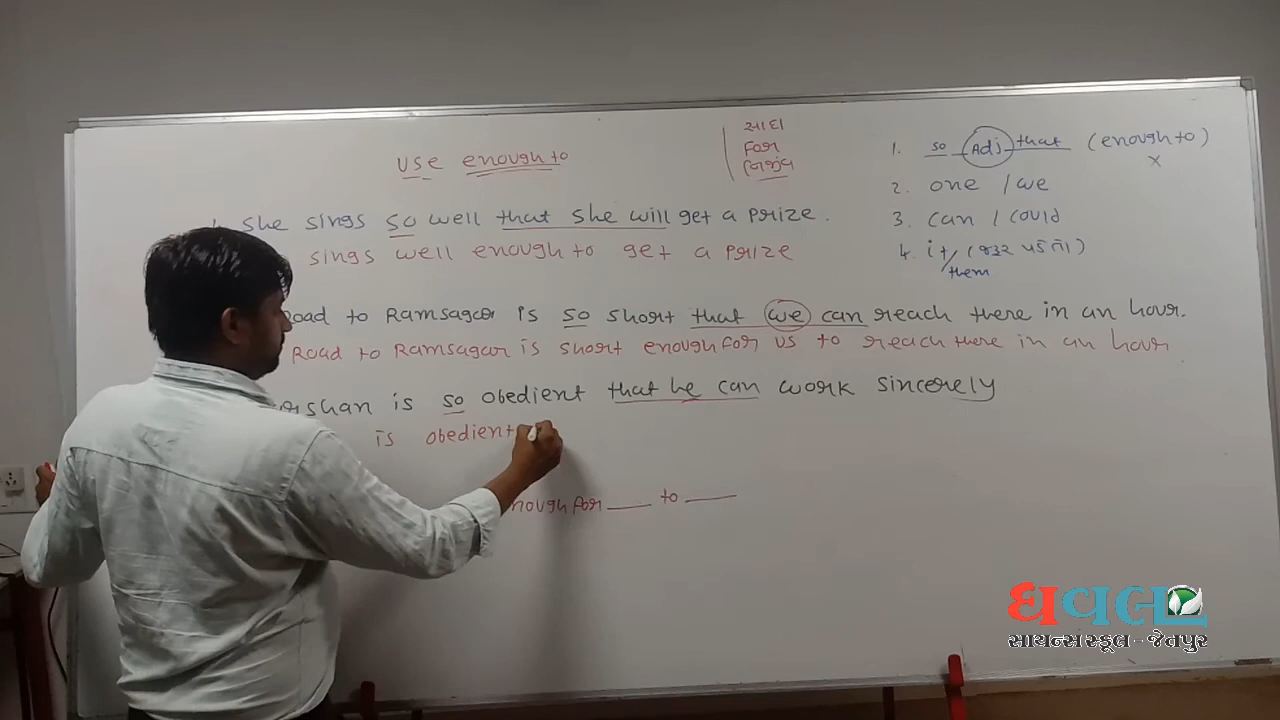 use enough to
સાદા
for
1. so Adj that (enough to)
x
2. one / we
3. can / could
4. it / (જરૂર પડતા)
them
She sings so well that she will get a prize.
sings well enough to get a prize
Road to Ramsagar is so short that we can reach there in an hour.
Road to Ramsagar is short enough for us to reach there in an hour
is so obedient that he can work sincerely
is obedient
for ___ to ___
ધવલ
સાયન્સ સ્કૂલ - જેતપુર